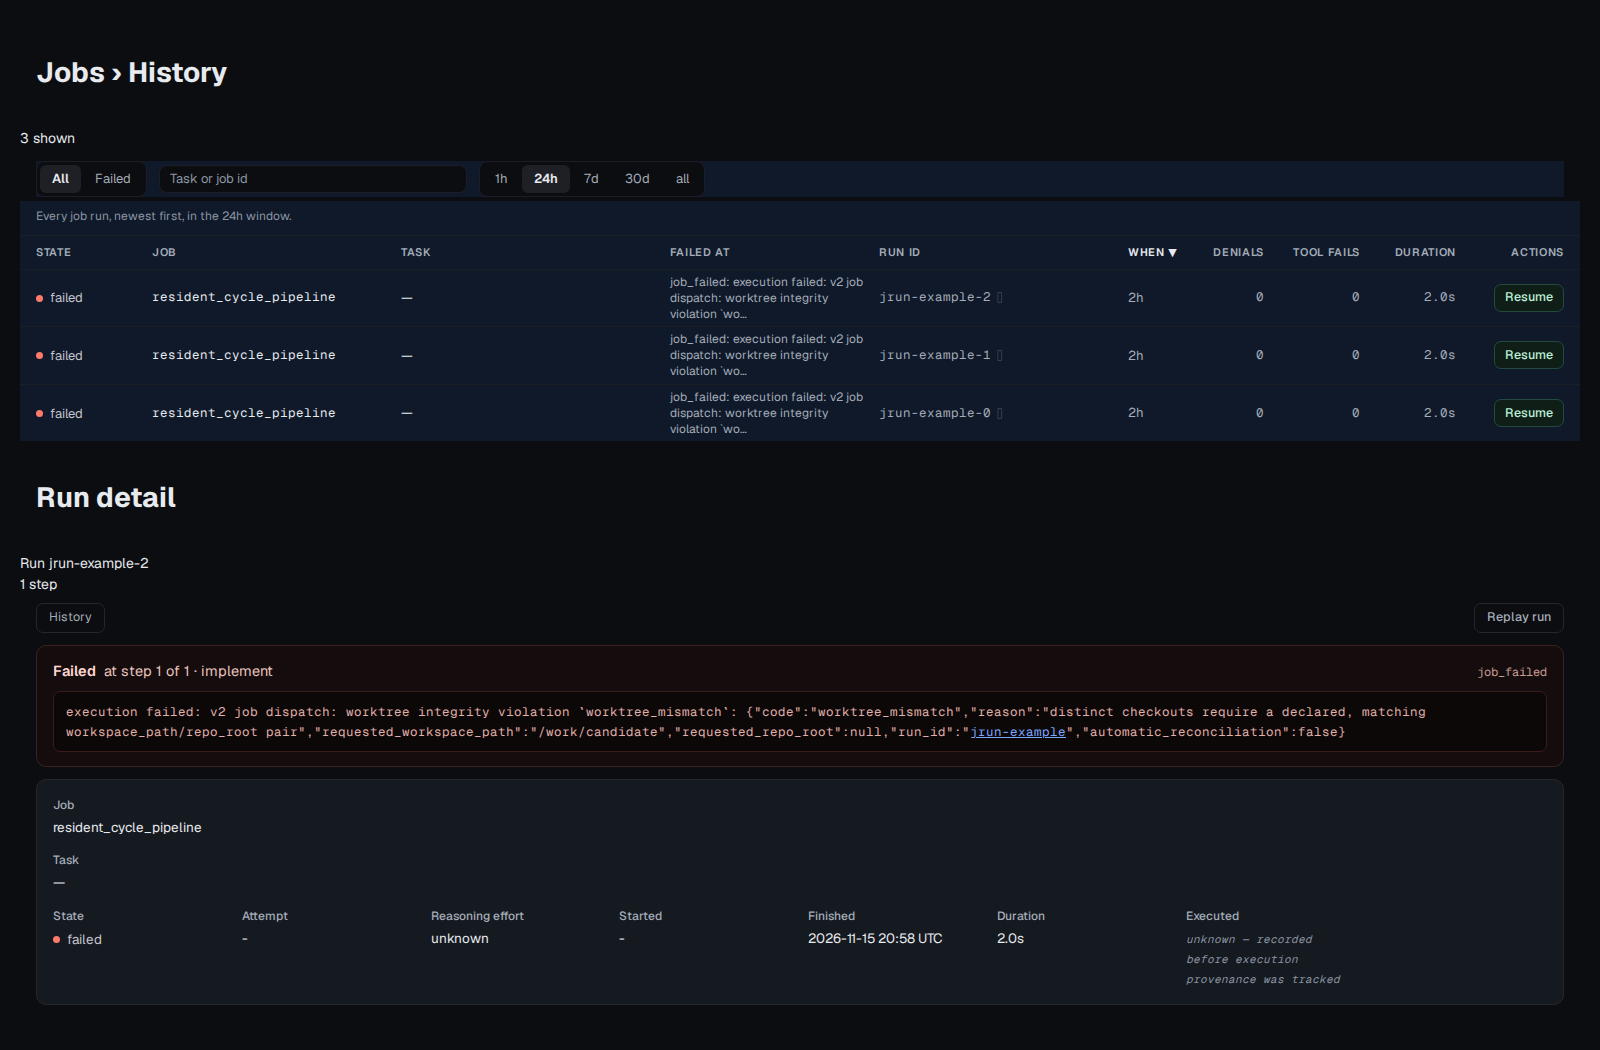 Jobs › History
3 shown
All Failed Task or job id 1h 24h 7d 30d all
Every job run, newest first, in the 24h window.
STATE JOB TASK FAILED AT RUN ID WHEN ▼ DENIALS TOOL FAILS DURATION ACTIONS
failed resident_cycle_pipeline — job_failed: execution failed: v2 job dispatch: worktree integrity violation `wo… jrun-example-2 2h 0 0 2.0s Resume
failed resident_cycle_pipeline — job_failed: execution failed: v2 job dispatch: worktree integrity violation `wo… jrun-example-1 2h 0 0 2.0s Resume
failed resident_cycle_pipeline — job_failed: execution failed: v2 job dispatch: worktree integrity violation `wo… jrun-example-0 2h 0 0 2.0s Resume
Run detail
Run jrun-example-2
1 step
History Replay run
Failed at step 1 of 1 · implement job_failed
execution failed: v2 job dispatch: worktree integrity violation `worktree_mismatch`: {"code":"worktree_mismatch","reason":"distinct checkouts require a declared, matching
workspace_path/repo_root pair","requested_workspace_path":"/work/candidate","requested_repo_root":null,"run_id":"jrun-example","automatic_reconciliation":false}
Job
resident_cycle_pipeline
Task
—
State Attempt Reasoning effort Started Finished Duration Executed
failed - unknown - 2026-11-15 20:58 UTC 2.0s unknown — recorded
before execution
provenance was tracked